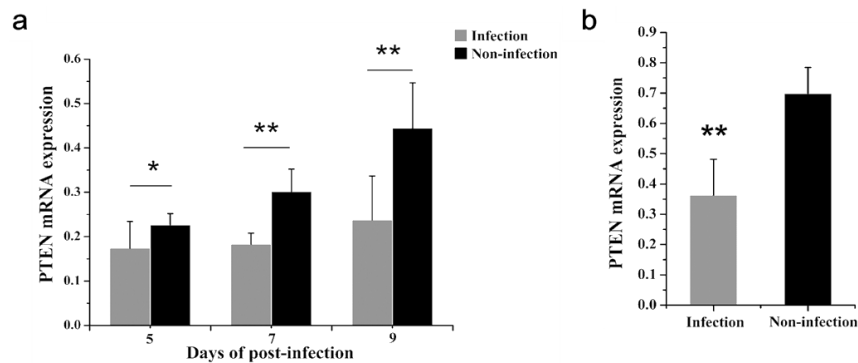 a
PTEN mRNA expression
0.6
0.5
0.4
0.3
0.2
0.1
0.0
*
**
**
Infection
Non-infection
5
7
9
Days of post-infection
b
PTEN mRNA expression
0.9
0.8
0.7
0.6
0.5
0.4
0.3
0.2
0.1
0.0
**
Infection
Non-infection